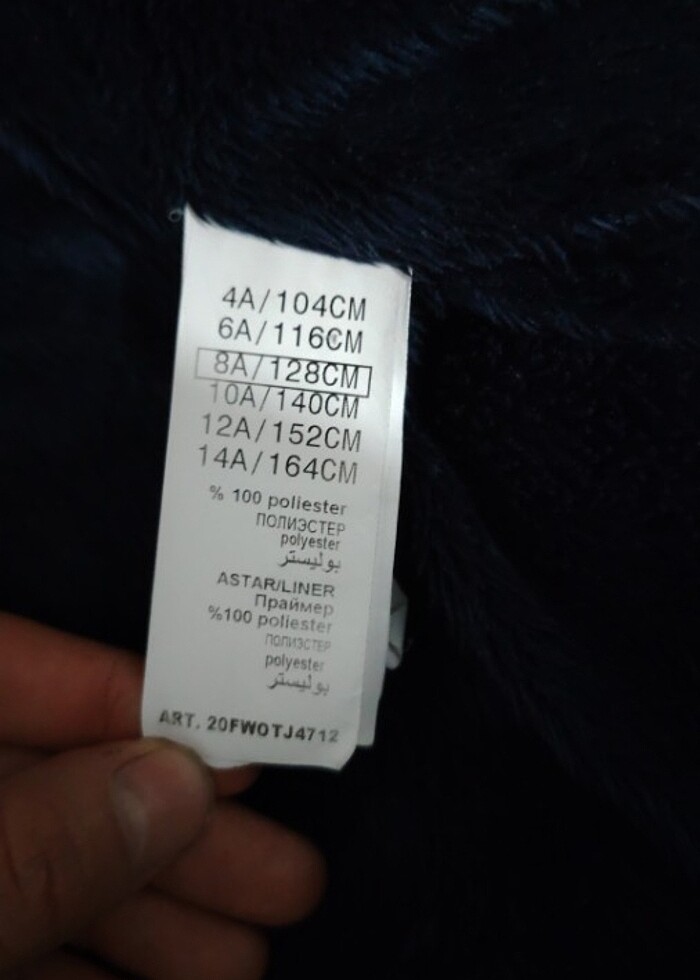 4A/104CM
6A/116CM
8A/128CM
10A/140CM
12A/152CM
14A/164CM
% 100 poliester
ПОЛИЭСТЕР
polyester
بوليستر
ASTAR/LINER
Праймер
%100 poliester
ПОЛИЭСТЕР
polyester
بوليستر
ART. 20FWOTJ4712